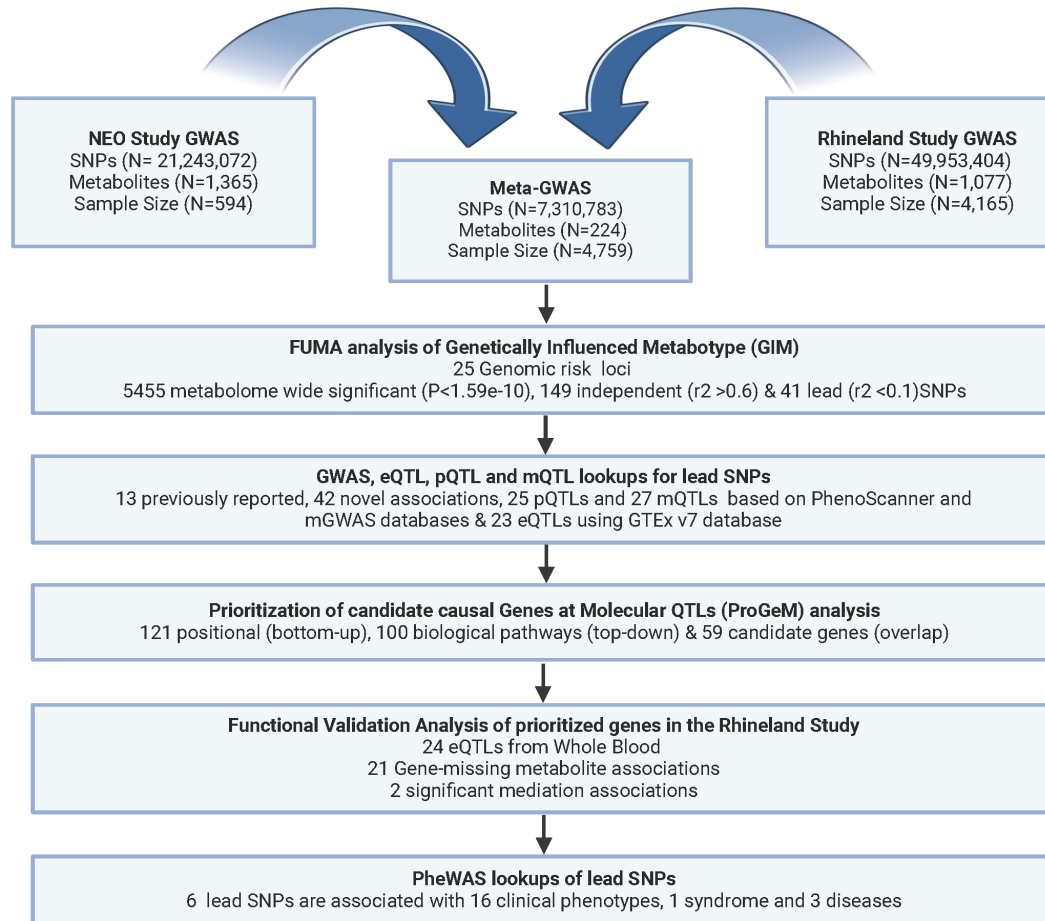 NEO Study GWAS
SNPs (N= 21,243,072)
Metabolites (N=1,365)
Sample Size (N=594)
Meta-GWAS
SNPs (N=7,310,783)
Metabolites (N=224)
Sample Size (N=4,759)
Rhineland Study GWAS
SNPs (N=49,953,404)
Metabolites (N=1,077)
Sample Size (N=4,165)
FUMA analysis of Genetically Influenced Metabotype (GIM)
25 Genomic risk loci
5455 metabolome wide significant (P<1.59e-10), 149 independent (r2 >0.6) & 41 lead (r2 <0.1)SNPs
GWAS, eQTL, pQTL and mQTL lookups for lead SNPs
13 previously reported, 42 novel associations, 25 pQTLs and 27 mQTLs based on PhenoScanner and
mGWAS databases & 23 eQTLs using GTEx v7 database
Prioritization of candidate causal Genes at Molecular QTLs (ProGeM) analysis
121 positional (bottom-up), 100 biological pathways (top-down) & 59 candidate genes (overlap)
Functional Validation Analysis of prioritized genes in the Rhineland Study
24 eQTLs from Whole Blood
21 Gene-missing metabolite associations
2 significant mediation associations
PheWAS lookups of lead SNPs
6 lead SNPs are associated with 16 clinical phenotypes, 1 syndrome and 3 diseases